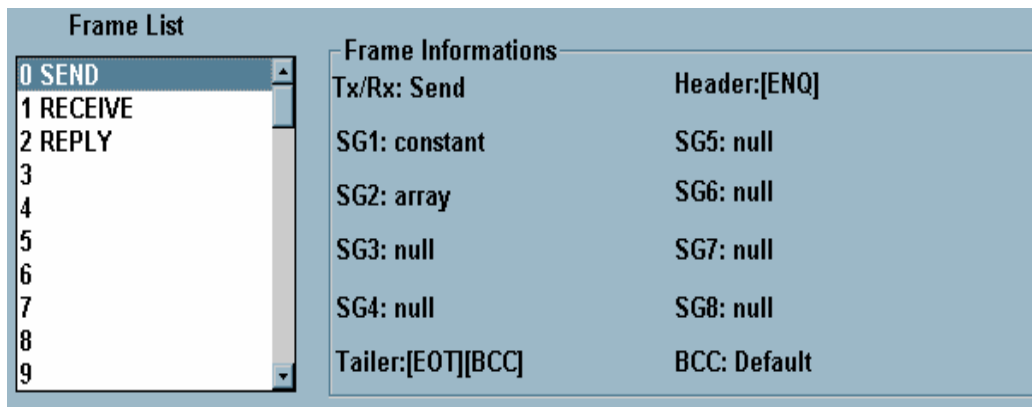 Frame List
0 SEND
1 RECEIVE
2 REPLY
3
4
5
6
7
8
9
Frame Informations
Tx/Rx: Send
Header:[ENQ]
SG1: constant
SG5: null
SG2: array
SG6: null
SG3: null
SG7: null
SG4: null
SG8: null
Tailer:[EOT][BCC]
BCC: Default